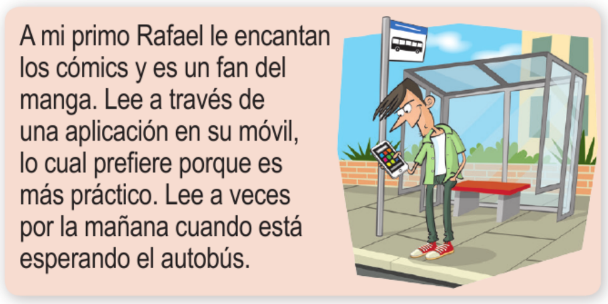 A mi primo Rafael le encantan
los cómics y es un fan del
manga. Lee a través de
una aplicación en su móvil,
lo cual prefiere porque es
más práctico. Lee a veces
por la mañana cuando está
esperando el autobús.